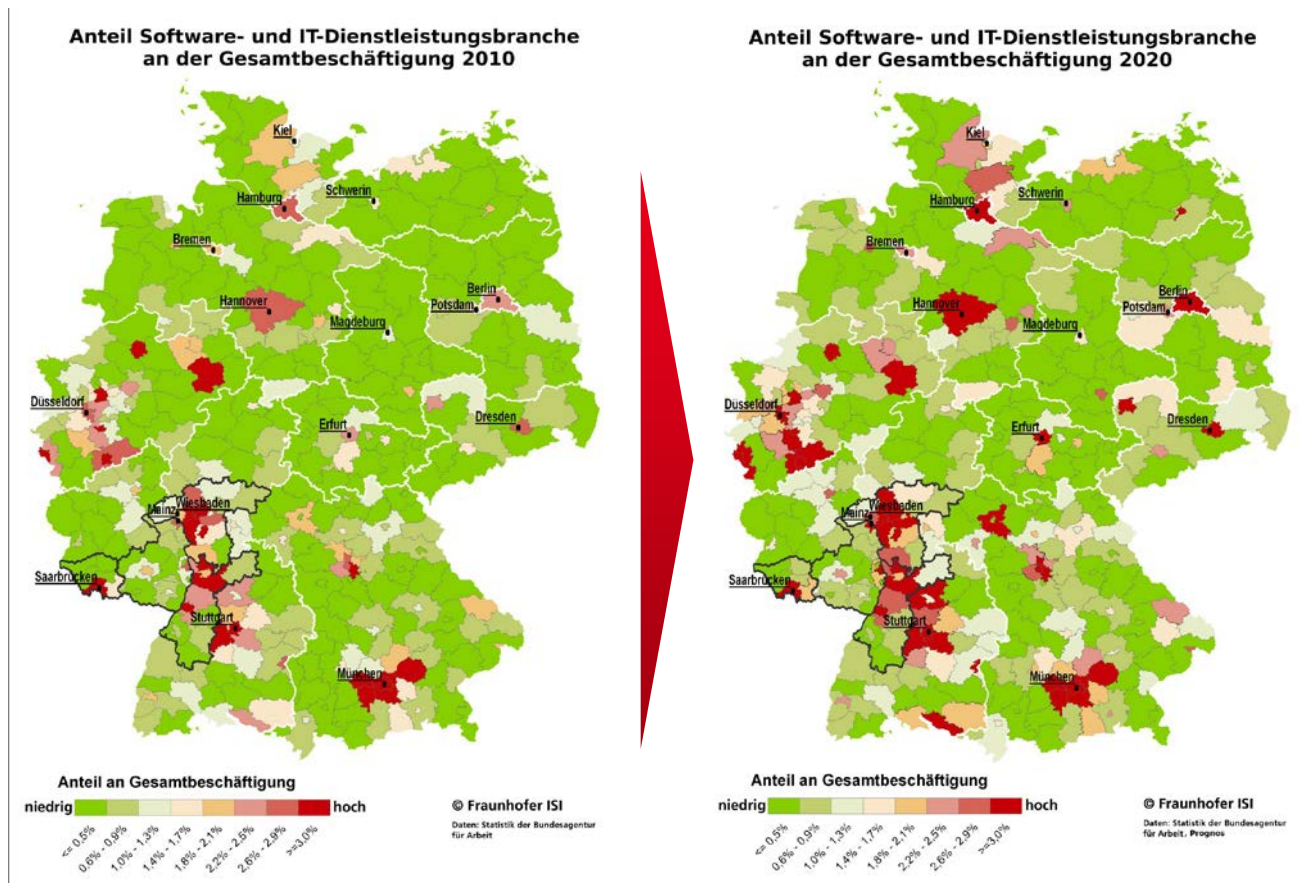 Anteil Software- und IT-Dienstleistungsbranche
an der Gesamtbeschäftigung 2010
Kiel
Hamburg
Schwerin
Bremen
Hannover
Berlin
Potsdam
Magdeburg
Düsseldorf
Erfurt
Dresden
Wiesbaden
Mainz
Saarbrücken
Stuttgart
München
Anteil an Gesamtbeschäftigung
niedrig
hoch
<= 0,5%
0,6% - 0,9%
1,0% - 1,3%
1,4% - 1,7%
1,8% - 2,1%
2,2% - 2,5%
2,6% - 2,9%
>=3,0%
© Fraunhofer ISI
Daten: Statistik der Bundesagentur
für Arbeit
Anteil Software- und IT-Dienstleistungsbranche
an der Gesamtbeschäftigung 2020
Kiel
Hamburg
Schwerin
Bremen
Hannover
Berlin
Potsdam
Magdeburg
Düsseldorf
Erfurt
Dresden
Wiesbaden
Mainz
Saarbrücken
Stuttgart
München
Anteil an Gesamtbeschäftigung
niedrig
hoch
<= 0,5%
0,6% - 0,9%
1,0% - 1,3%
1,4% - 1,7%
1,8% - 2,1%
2,2% - 2,5%
2,6% - 2,9%
>=3,0%
© Fraunhofer ISI
Daten: Statistik der Bundesagentur
für Arbeit, Prognos